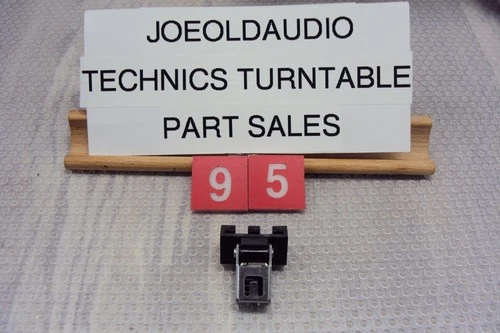 JOEOLDAUDIO
TECHNICS TURNTABLE
PART SALES
9 5